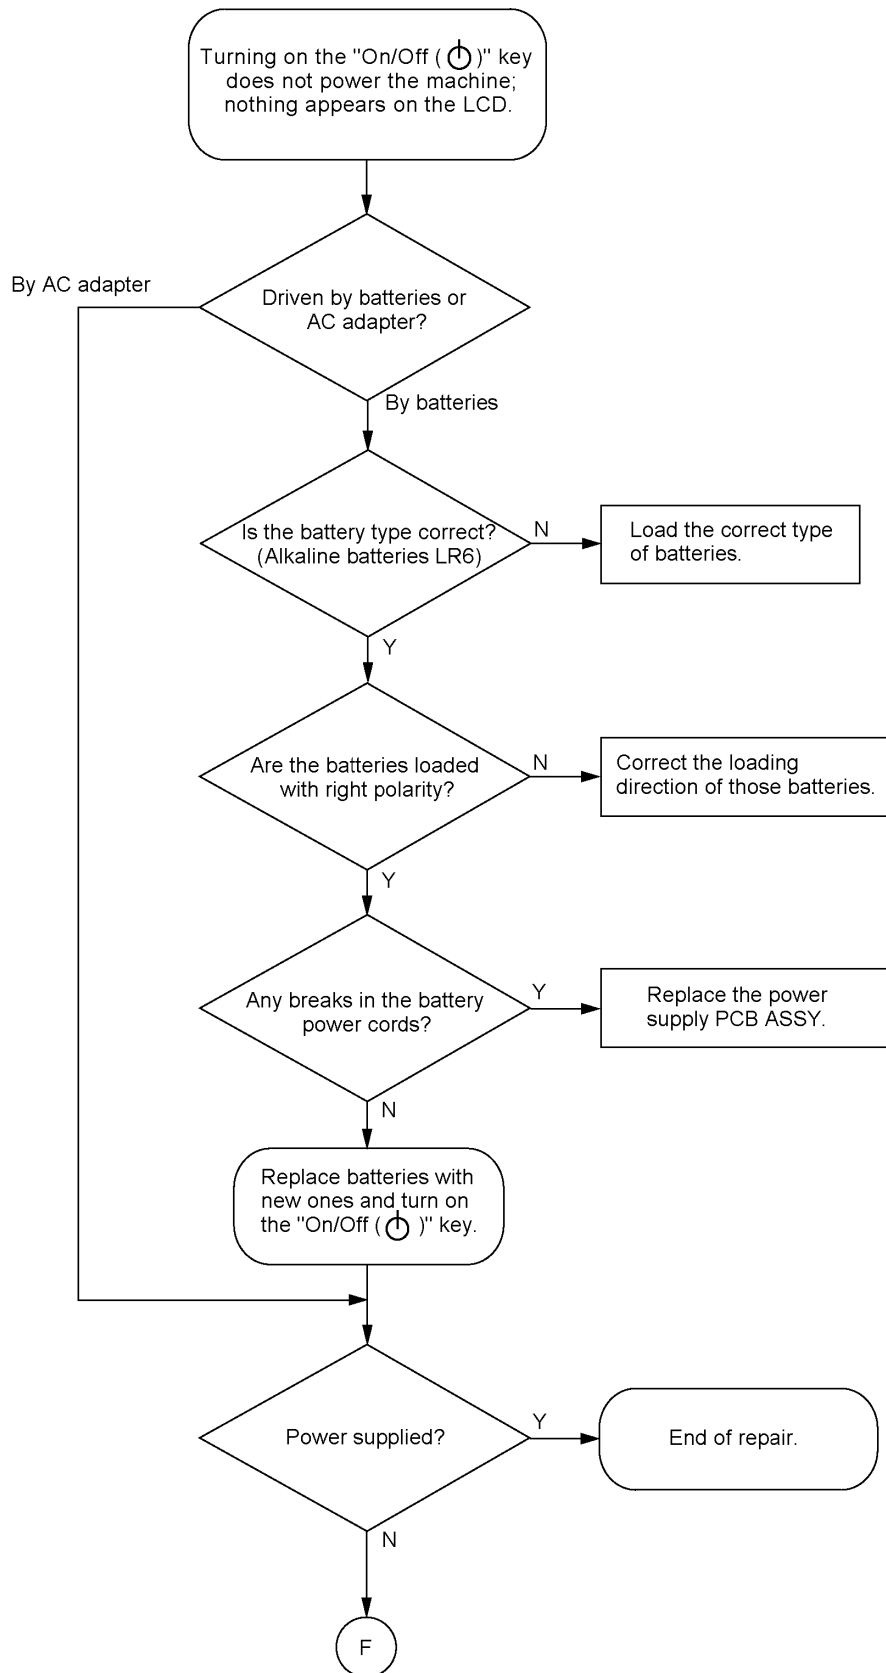 Turning on the "On/Off ( )" key
does not power the machine;
nothing appears on the LCD.
By AC adapter
Driven by batteries or
AC adapter?
By batteries
Is the battery type correct?
(Alkaline batteries LR6)
N
Load the correct type
of batteries.
Y
Are the batteries loaded
with right polarity?
N
Correct the loading
direction of those batteries.
Y
Any breaks in the battery
power cords?
Y
Replace the power
supply PCB ASSY.
N
Replace batteries with
new ones and turn on
the "On/Off ( )" key.
Power supplied?
Y
End of repair.
N
F